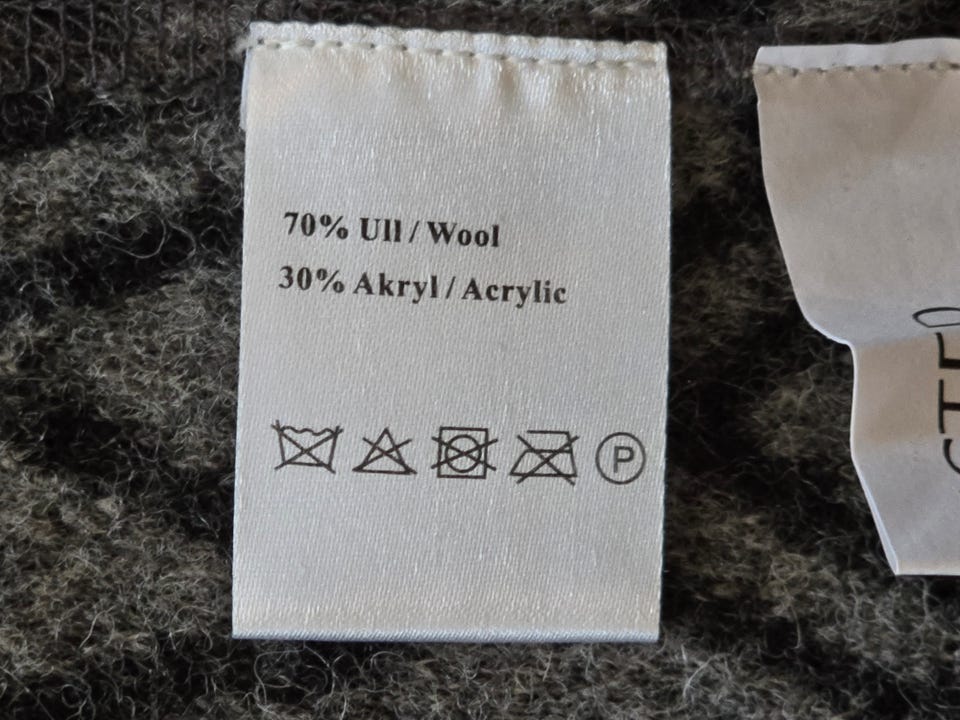 70% Ull / Wool
30% Akryl / Acrylic
P